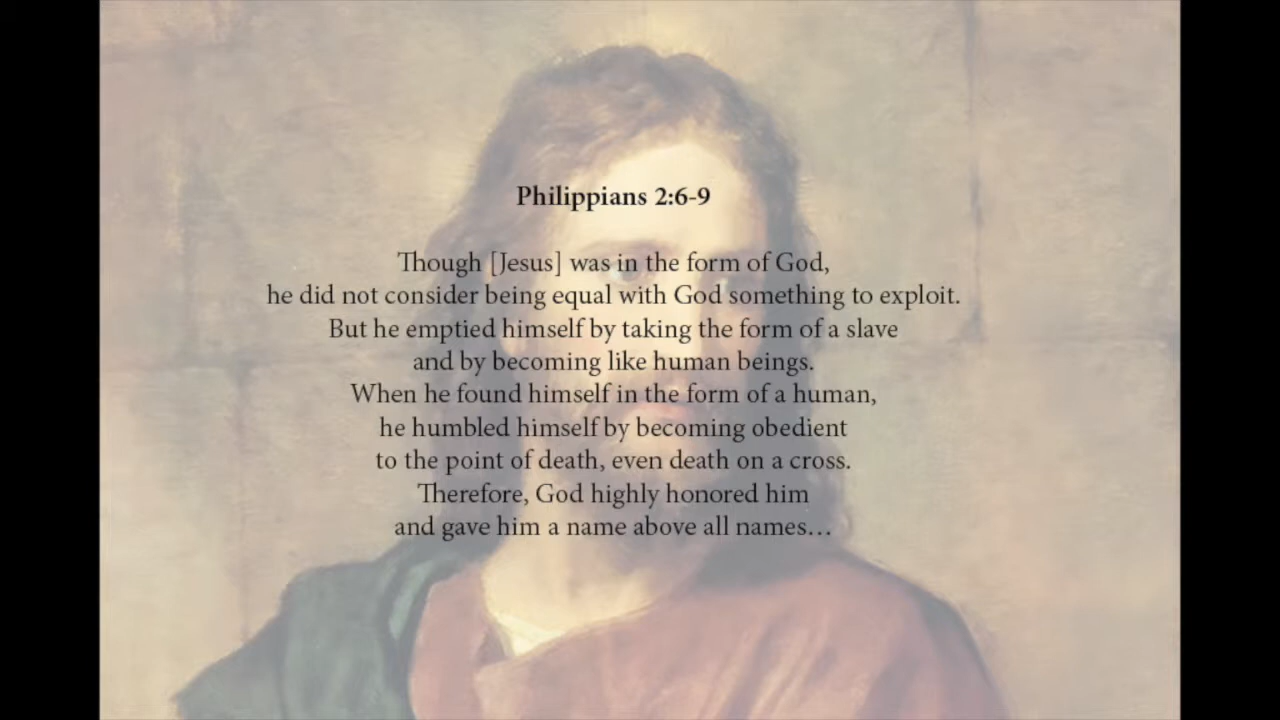 Philippians 2:6-9
Though [Jesus] was in the form of God,
he did not consider being equal with God something to exploit.
But he emptied himself by taking the form of a slave
and by becoming like human beings.
When he found himself in the form of a human,
he humbled himself by becoming obedient
to the point of death, even death on a cross.
Therefore, God highly honored him
and gave him a name above all names…